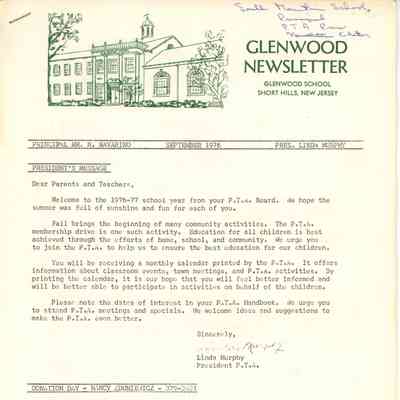 South Mountain School,
Principal
P.T.A. Pres.
GLENWOOD
NEWSLETTER
GLENWOOD SCHOOL
SHORT HILLS, NEW JERSEY
PRINCIPAL MR. M. NAVARINO SEPTEMBER 1976 PRES. LINDA MURPHY
PRESIDENT'S MESSAGE
Dear Parents and Teachers,
Welcome to the 1976-77 school year from your P.T.A. Board. We hope the
summer was full of sunshine and fun for each of you.
Fall brings the beginning of many community activities. The P.T.A.
membership drive is one such activity. Education for all children is best
achieved through the efforts of home, school, and community. We urge you
to join the P.T.A. to help us to ensure the best education for our children.
You will be receiving a monthly calendar printed by the P.T.A. It offers
information about classroom events, town meetings, and P.T.A. activities. By
printing the calendar, it is our hope that you will feel better informed and
will be better able to participate in activities on behalf of the children.
Please note the dates of interest in your P.T.A. Handbook. We urge you
to attend P.T.A. meetings and specials. We welcome ideas and suggestions to
make the P.T.A. even better.
Sincerely,
Linda Murphy
President P.T.A.
DONATION DAY - NANCY